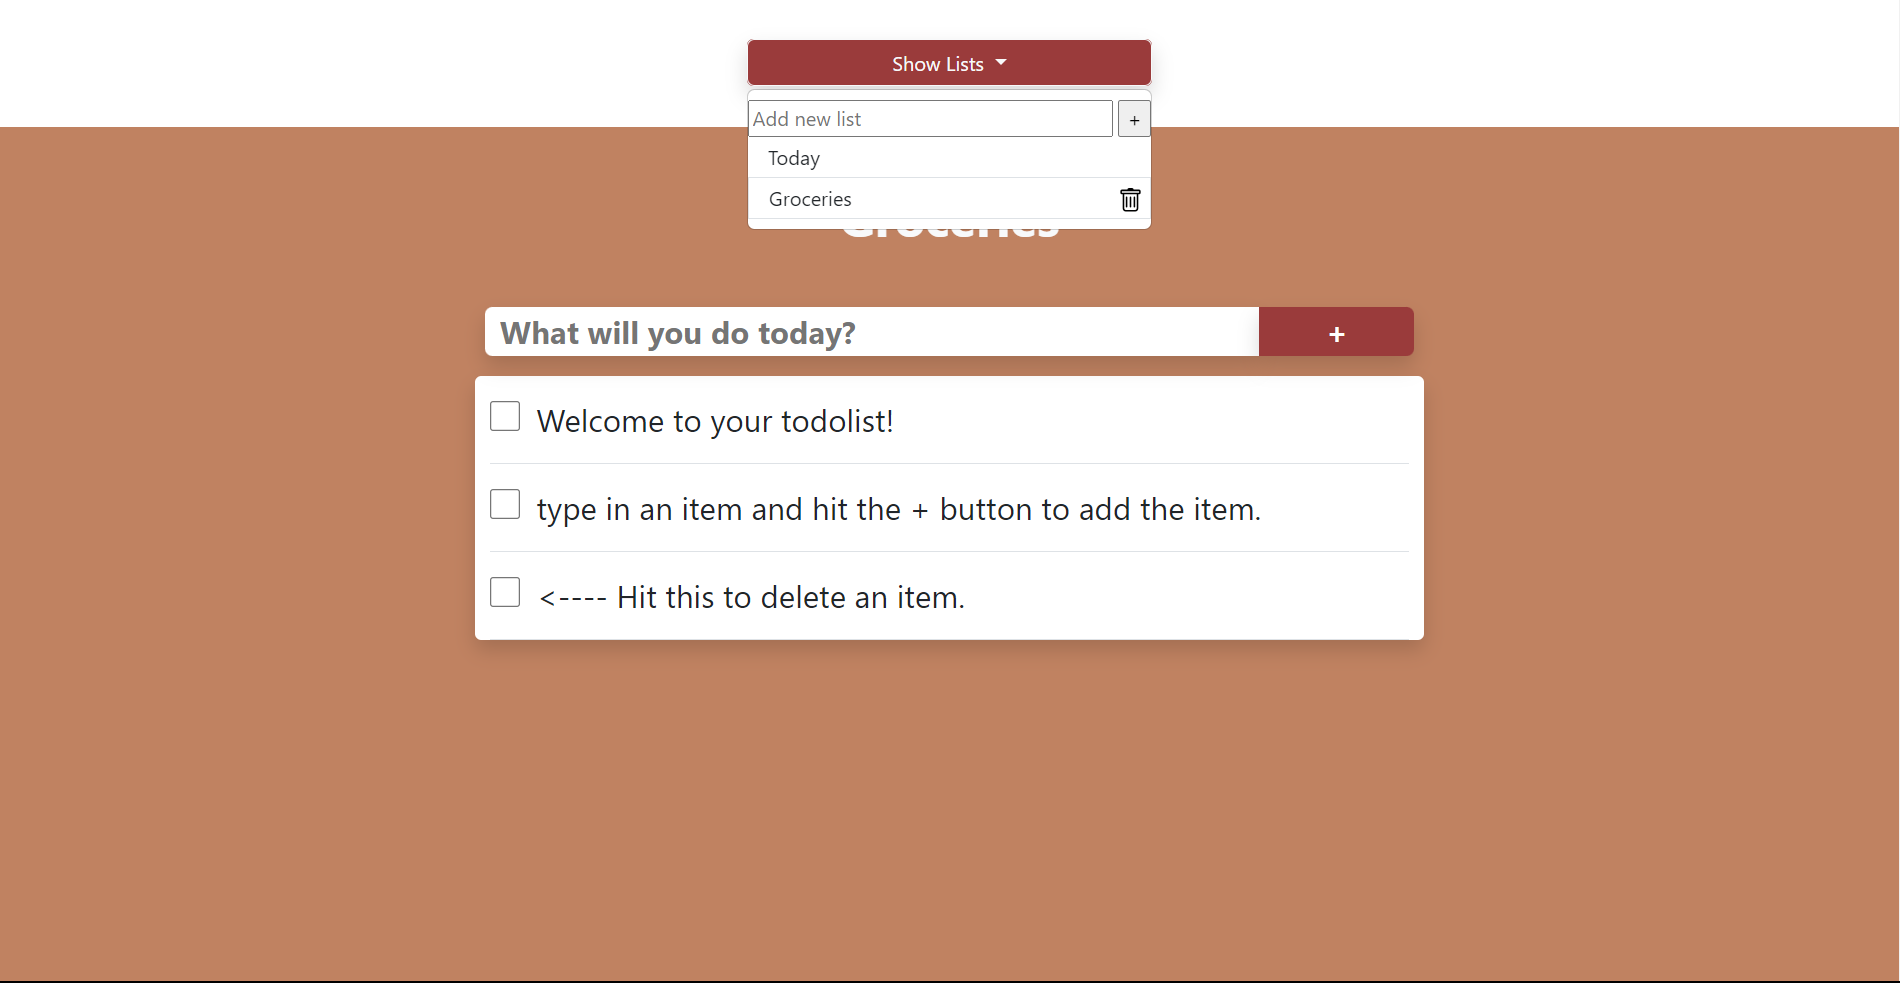 Show Lists
Add new list +
Today
Groceries
Groceries
What will you do today? +
Welcome to your todolist!
type in an item and hit the + button to add the item.
<---- Hit this to delete an item.